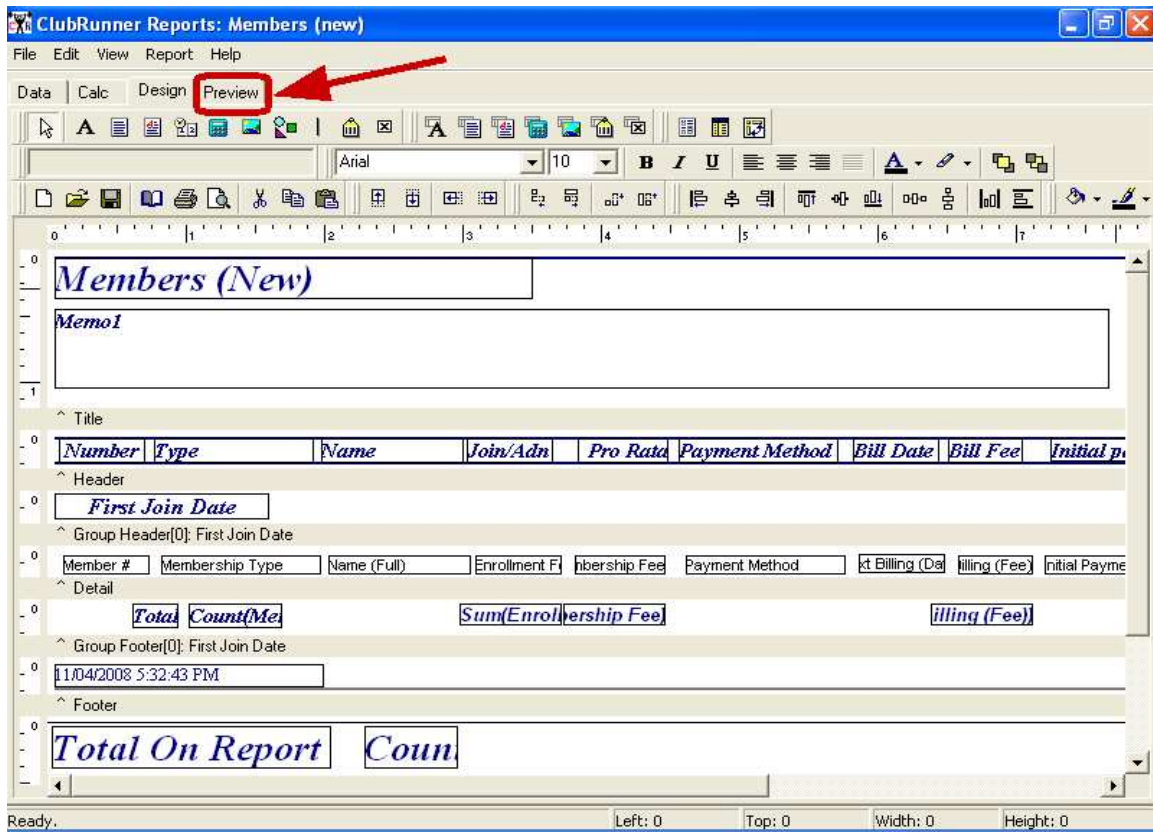 ClubRunner Reports: Members (new)
File Edit View Report Help
Data Calc Design Preview
Arial 10 B I U
0 1 2 3 4 5 6 7
Members (New)
Memo1
^ Title
Number Type Name Join/Adn Pro Rata Payment Method Bill Date Bill Fee Initial p
^ Header
First Join Date
^ Group Header[0]: First Join Date
Member # Membership Type Name (Full) Enrollment F nbership Fee Payment Method xt Billing (Da illing (Fee) nitial Payme
^ Detail
Total Count(Me Sum(Enroll ership Fee) illing (Fee))
^ Group Footer[0]: First Join Date
11/04/2008 5:32:43 PM
^ Footer
Total On Report Coun
Ready. Left: 0 Top: 0 Width: 0 Height: 0